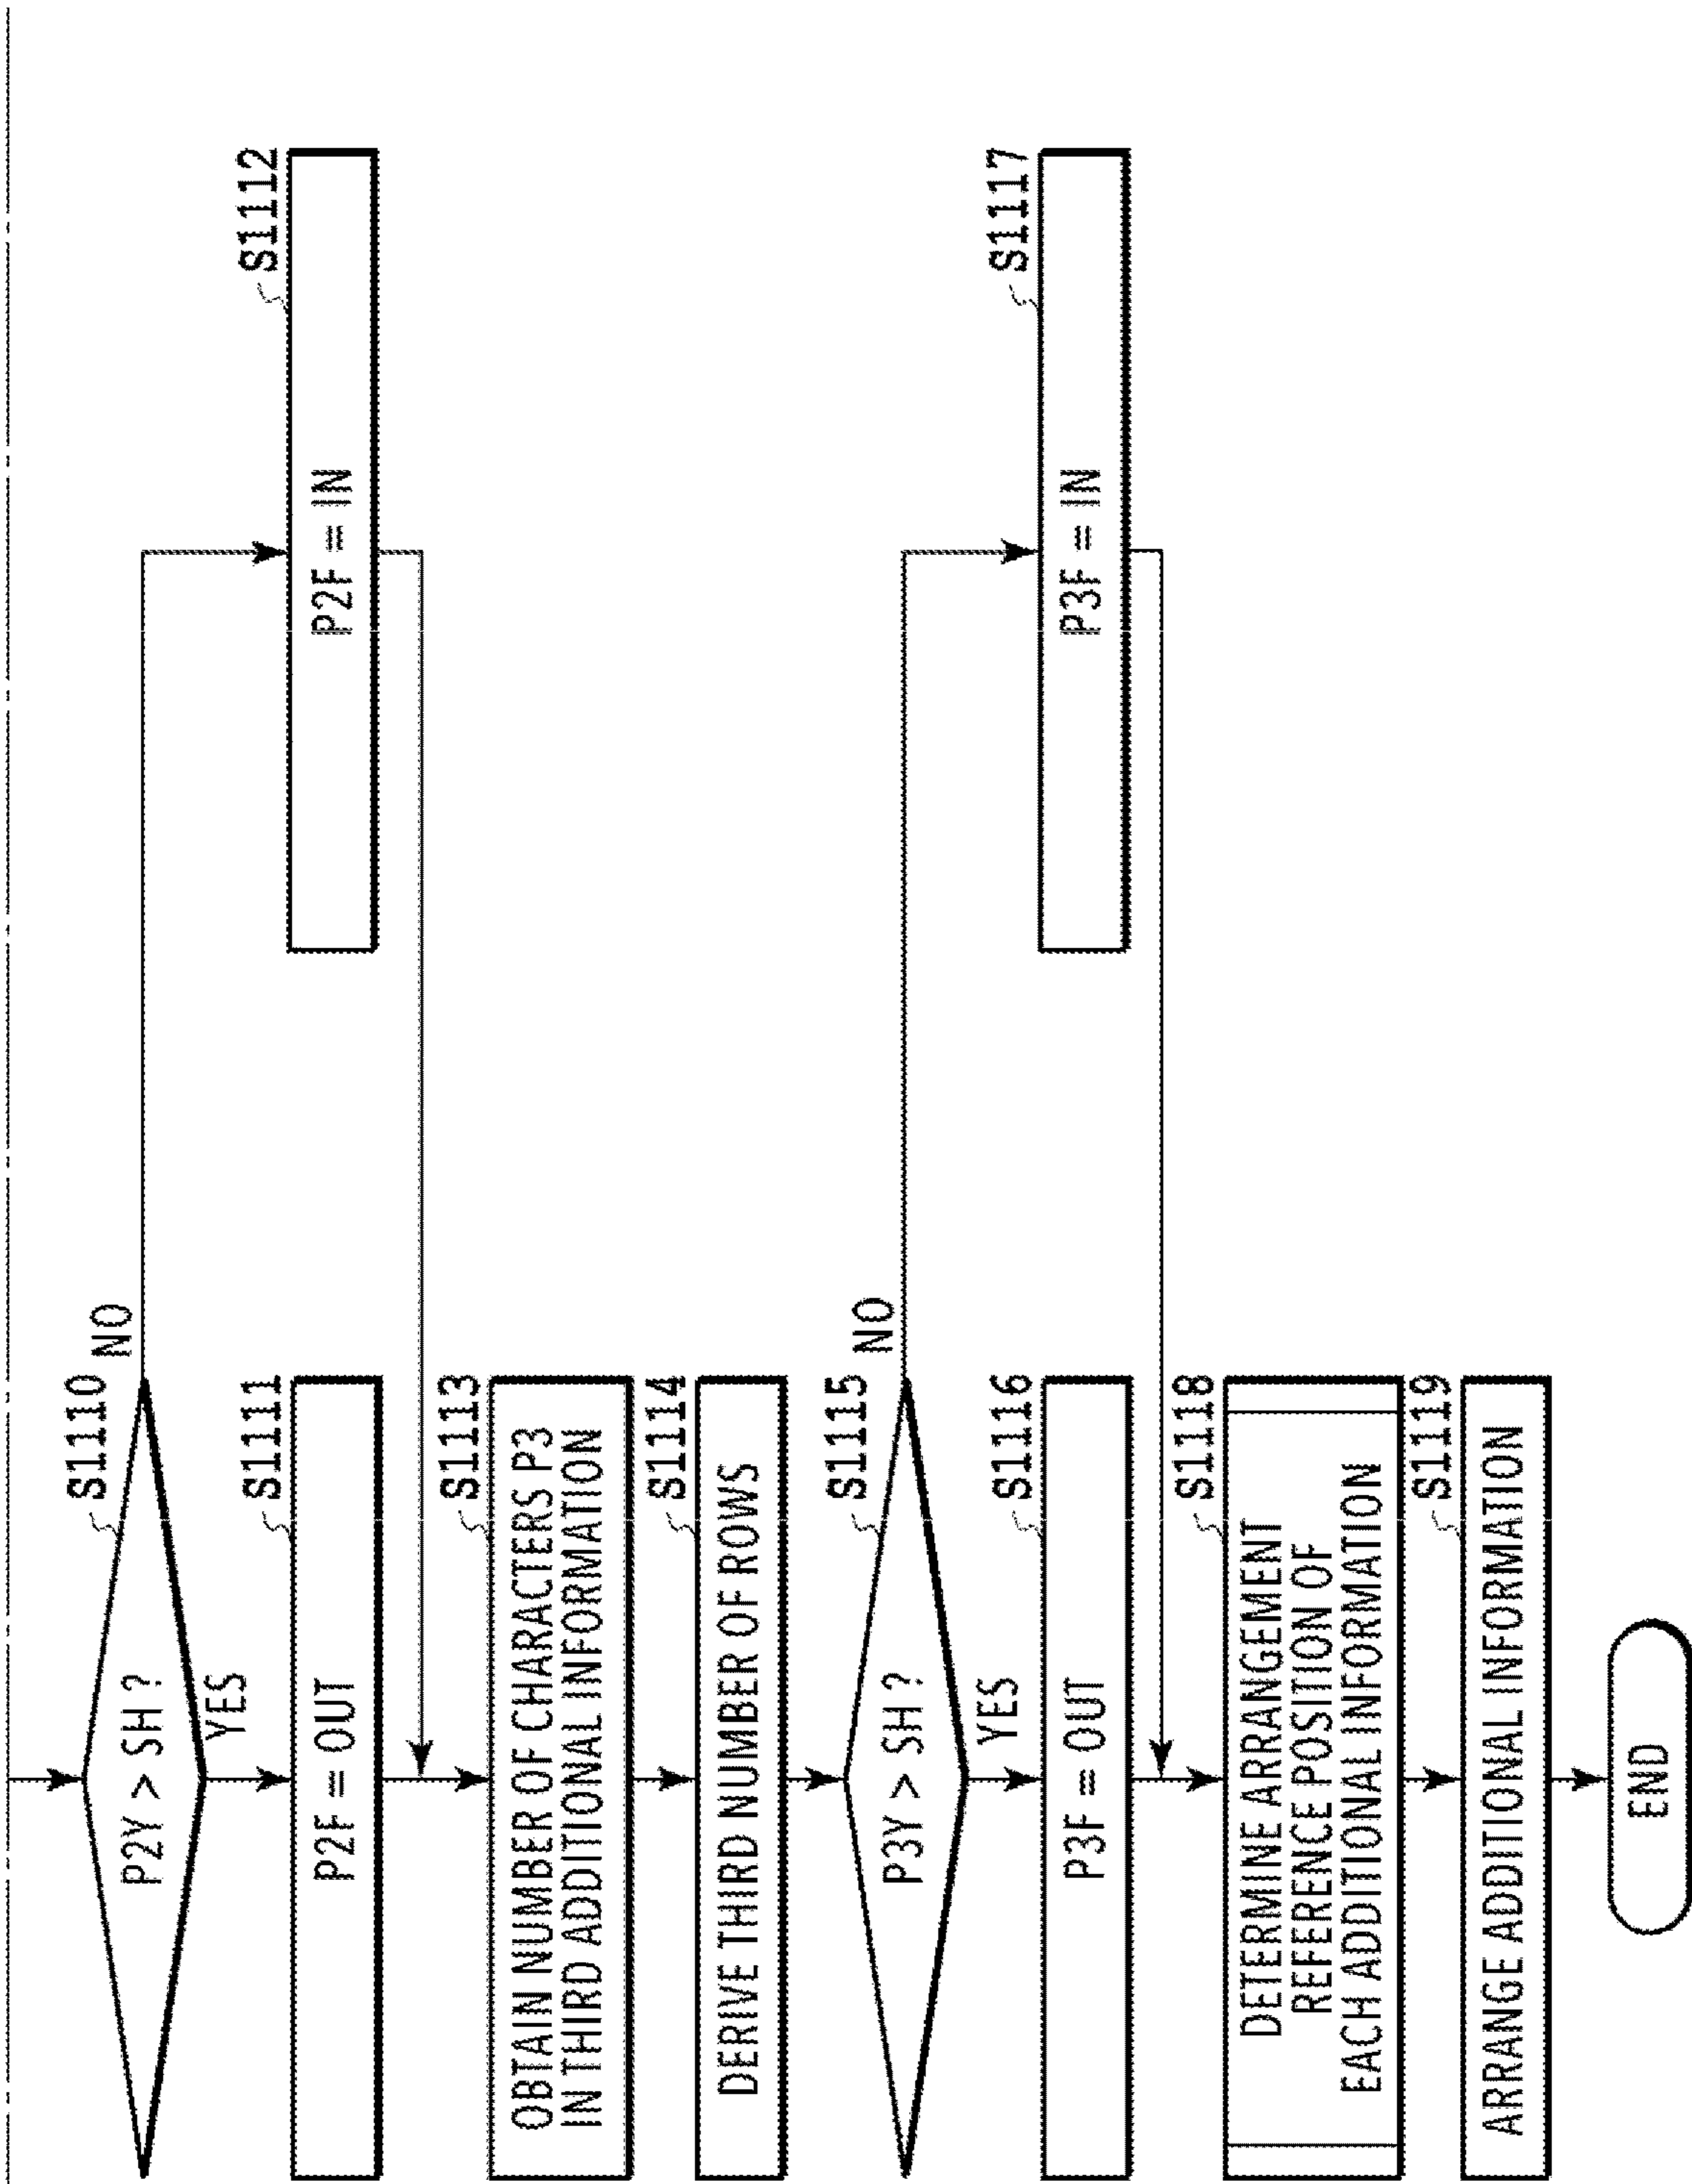 S1110
P2Y > SH ?
NO
YES
S1111
P2F = OUT
S1112
P2F = IN
S1113
OBTAIN NUMBER OF CHARACTERS P3
IN THIRD ADDITIONAL INFORMATION
S1114
DERIVE THIRD NUMBER OF ROWS
S1115
P3Y > SH ?
NO
YES
S1116
P3F = OUT
S1117
P3F = IN
S1118
DETERMINE ARRANGEMENT
REFERENCE POSITION OF
EACH ADDITIONAL INFORMATION
S1119
ARRANGE ADDITIONAL INFORMATION
END